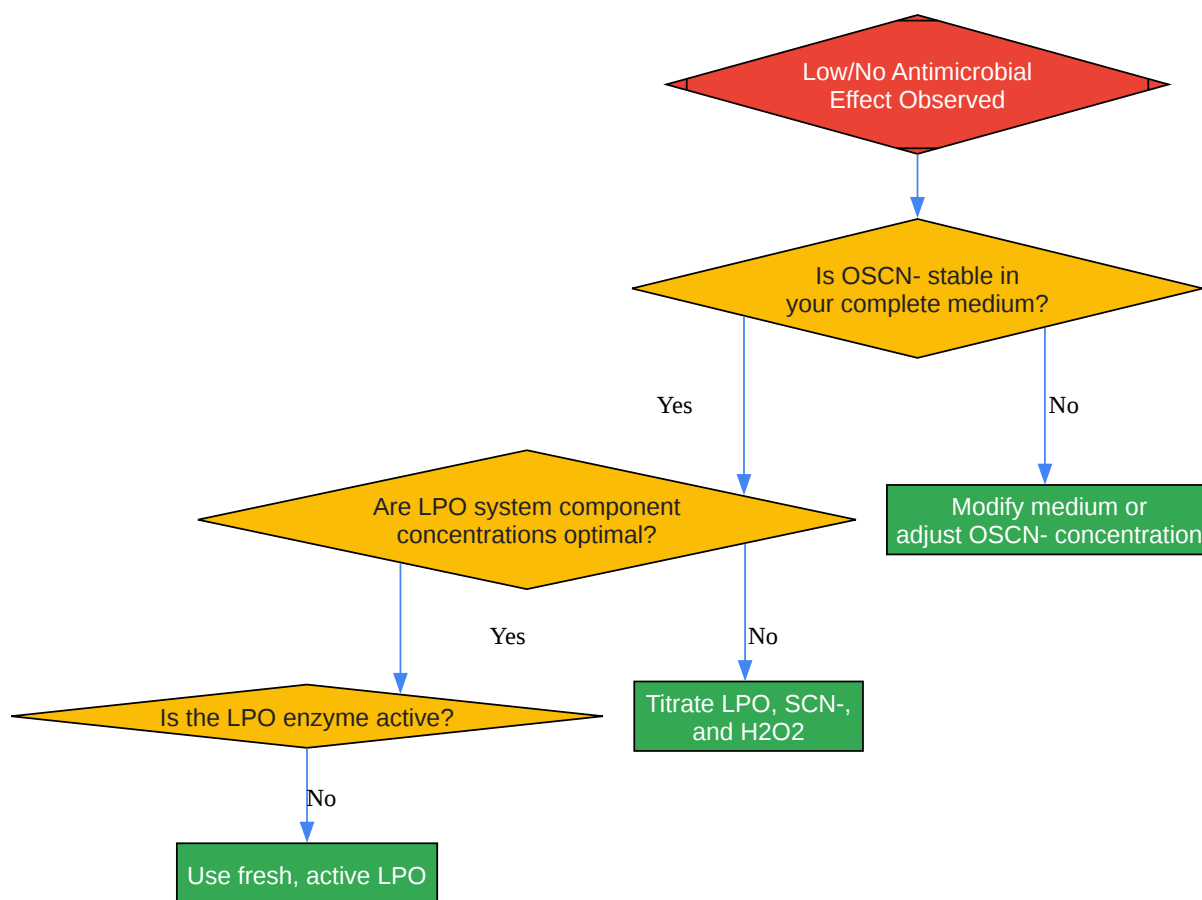 Low/No Antimicrobial
Effect Observed
Is OSCN- stable in
your complete medium?
Yes
No
Are LPO system component
concentrations optimal?
Modify medium or
adjust OSCN- concentration
Yes
No
Is the LPO enzyme active?
Titrate LPO, SCN-,
and H2O2
No
Use fresh, active LPO